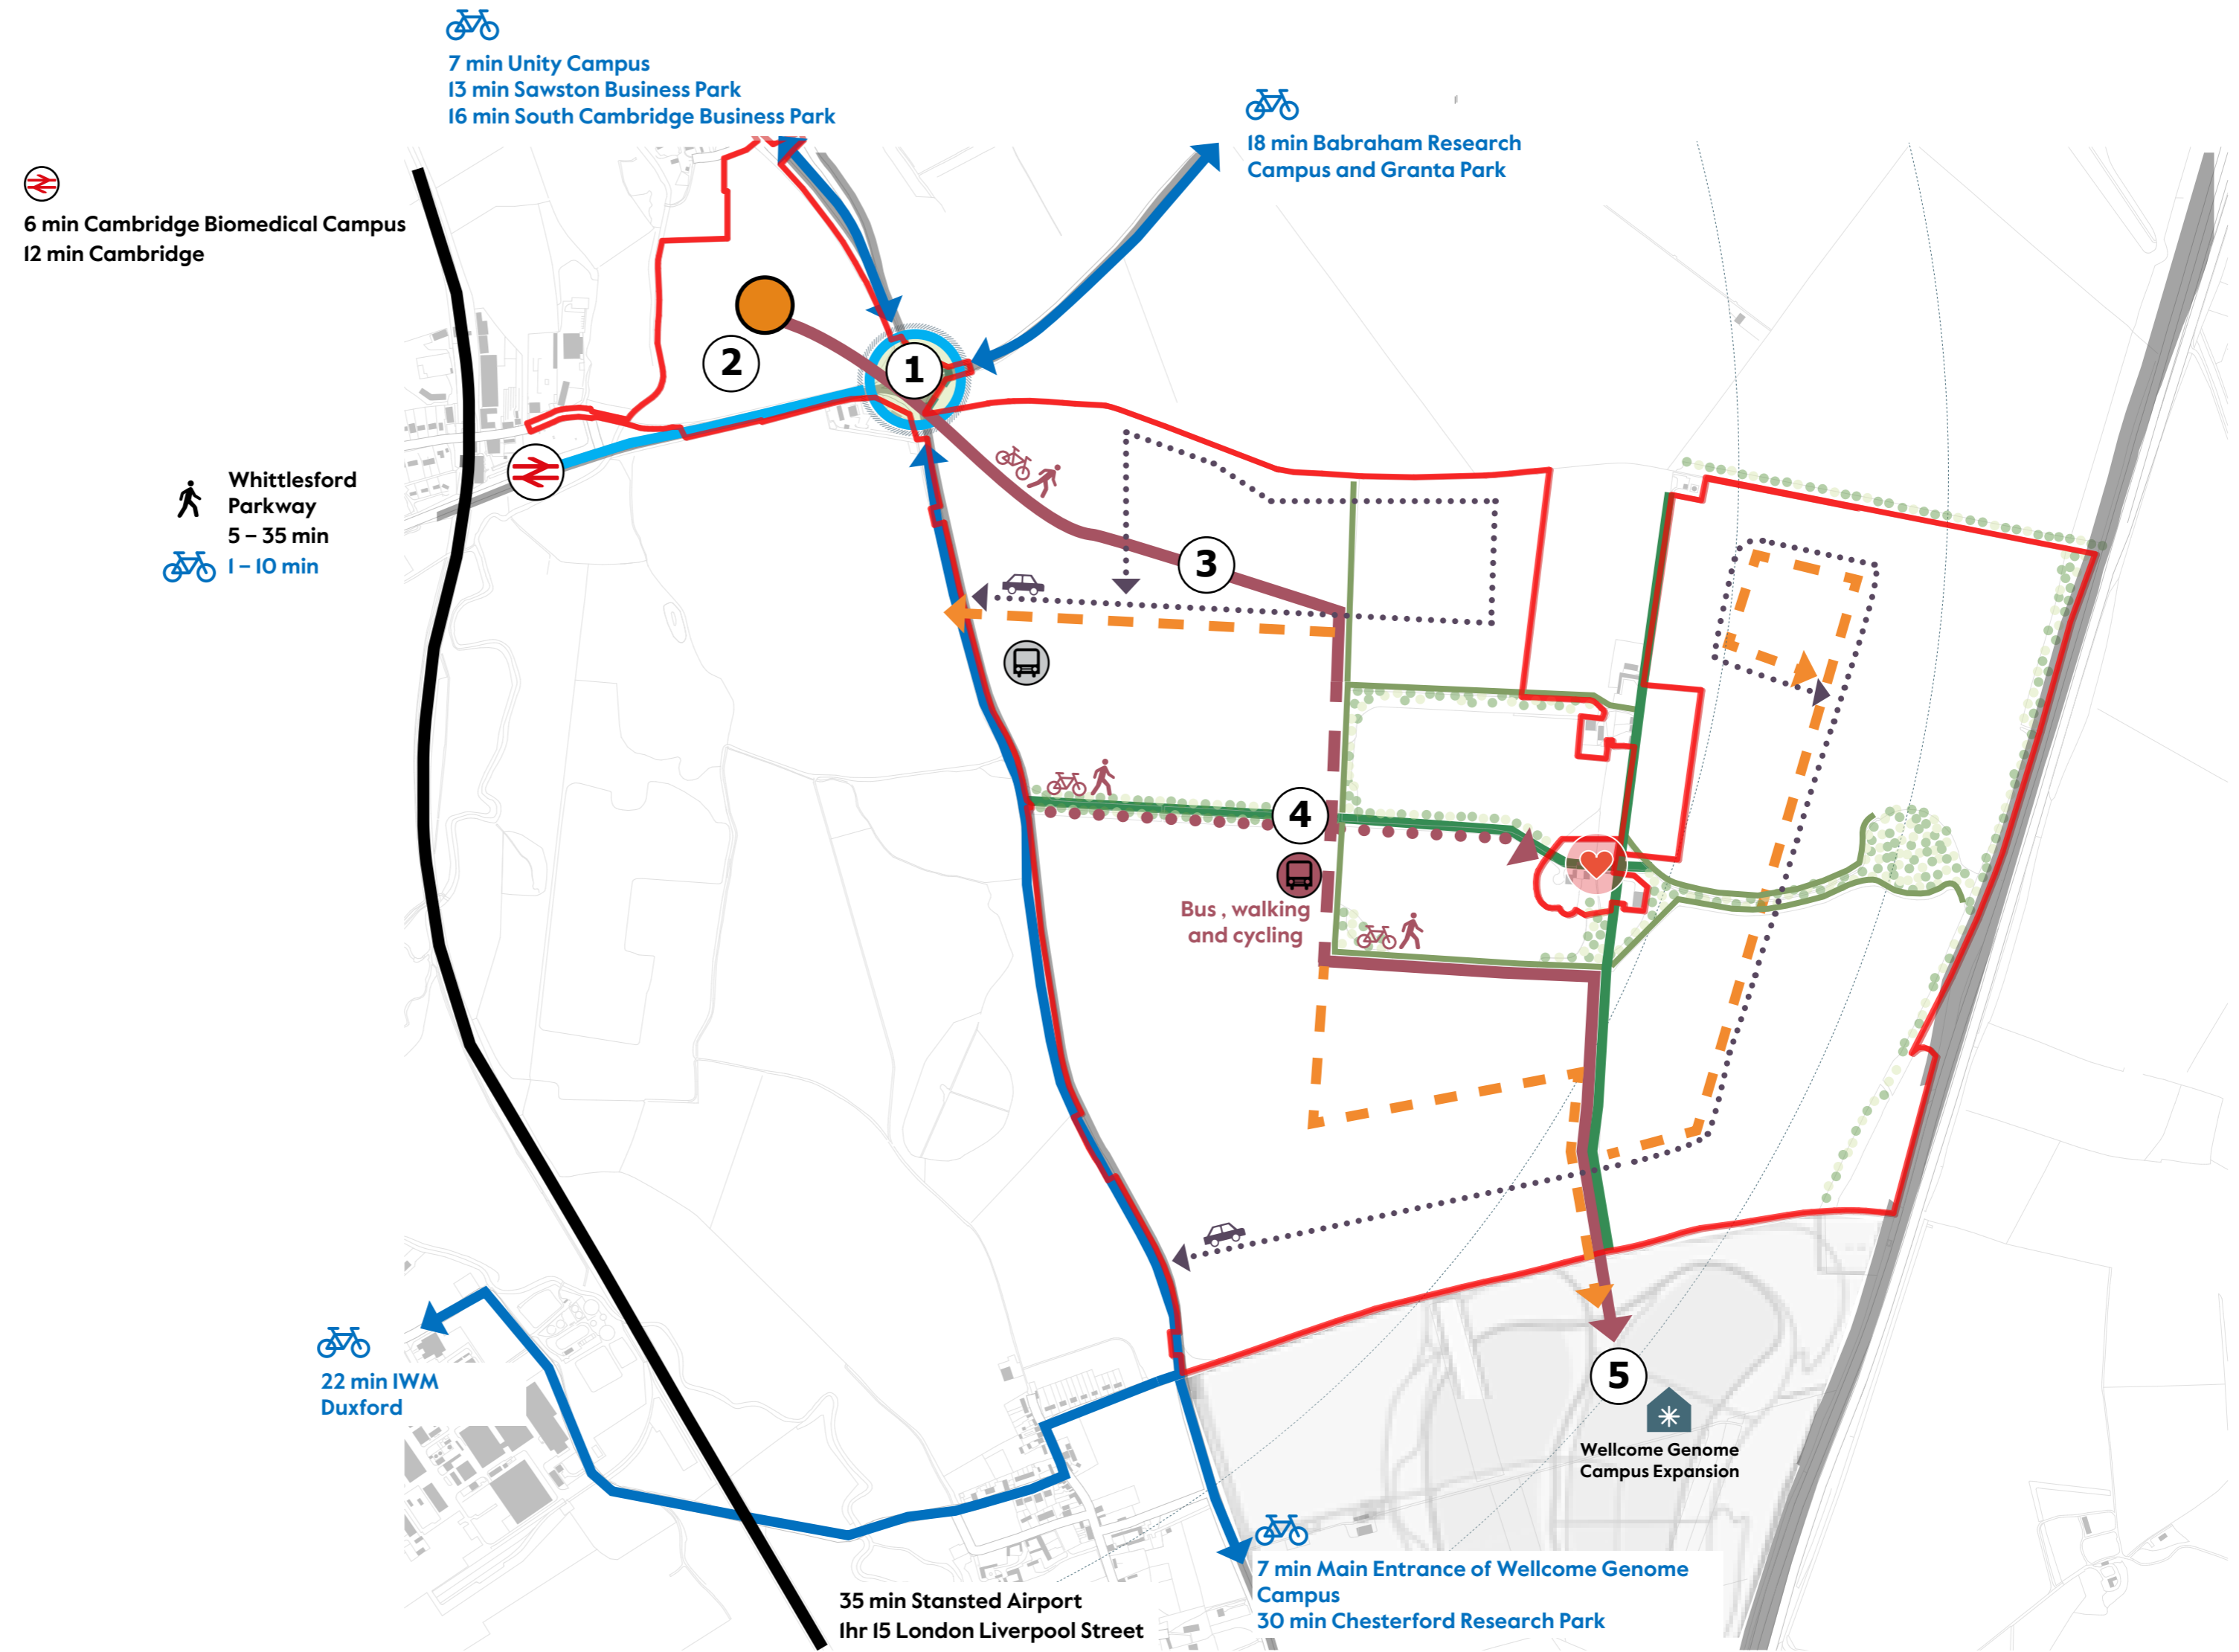 7 min Unity Campus
13 min Sawston Business Park
16 min South Cambridge Business Park
18 min Babraham Research
Campus and Granta Park
6 min Cambridge Biomedical Campus
12 min Cambridge
1
2
Whittlesford
Parkway
5 – 35 min
1 – 10 min
3
4
Bus , walking
and cycling
22 min IWM
Duxford
5
Wellcome Genome
Campus Expansion
7 min Main Entrance of Wellcome Genome
Campus
30 min Chesterford Research Park
35 min Stansted Airport
1hr 15 London Liverpool Street